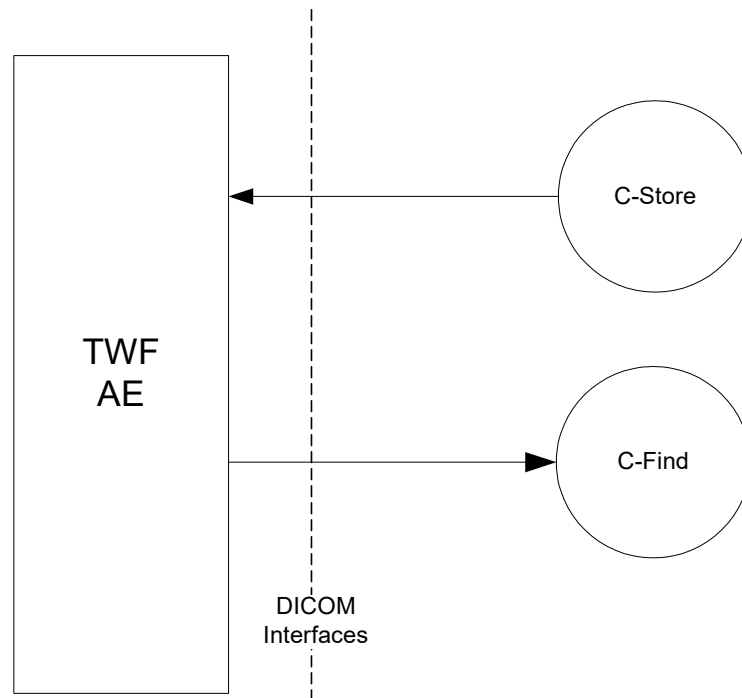 C-Store
TWF
AE
C-Find
DICOM
Interfaces